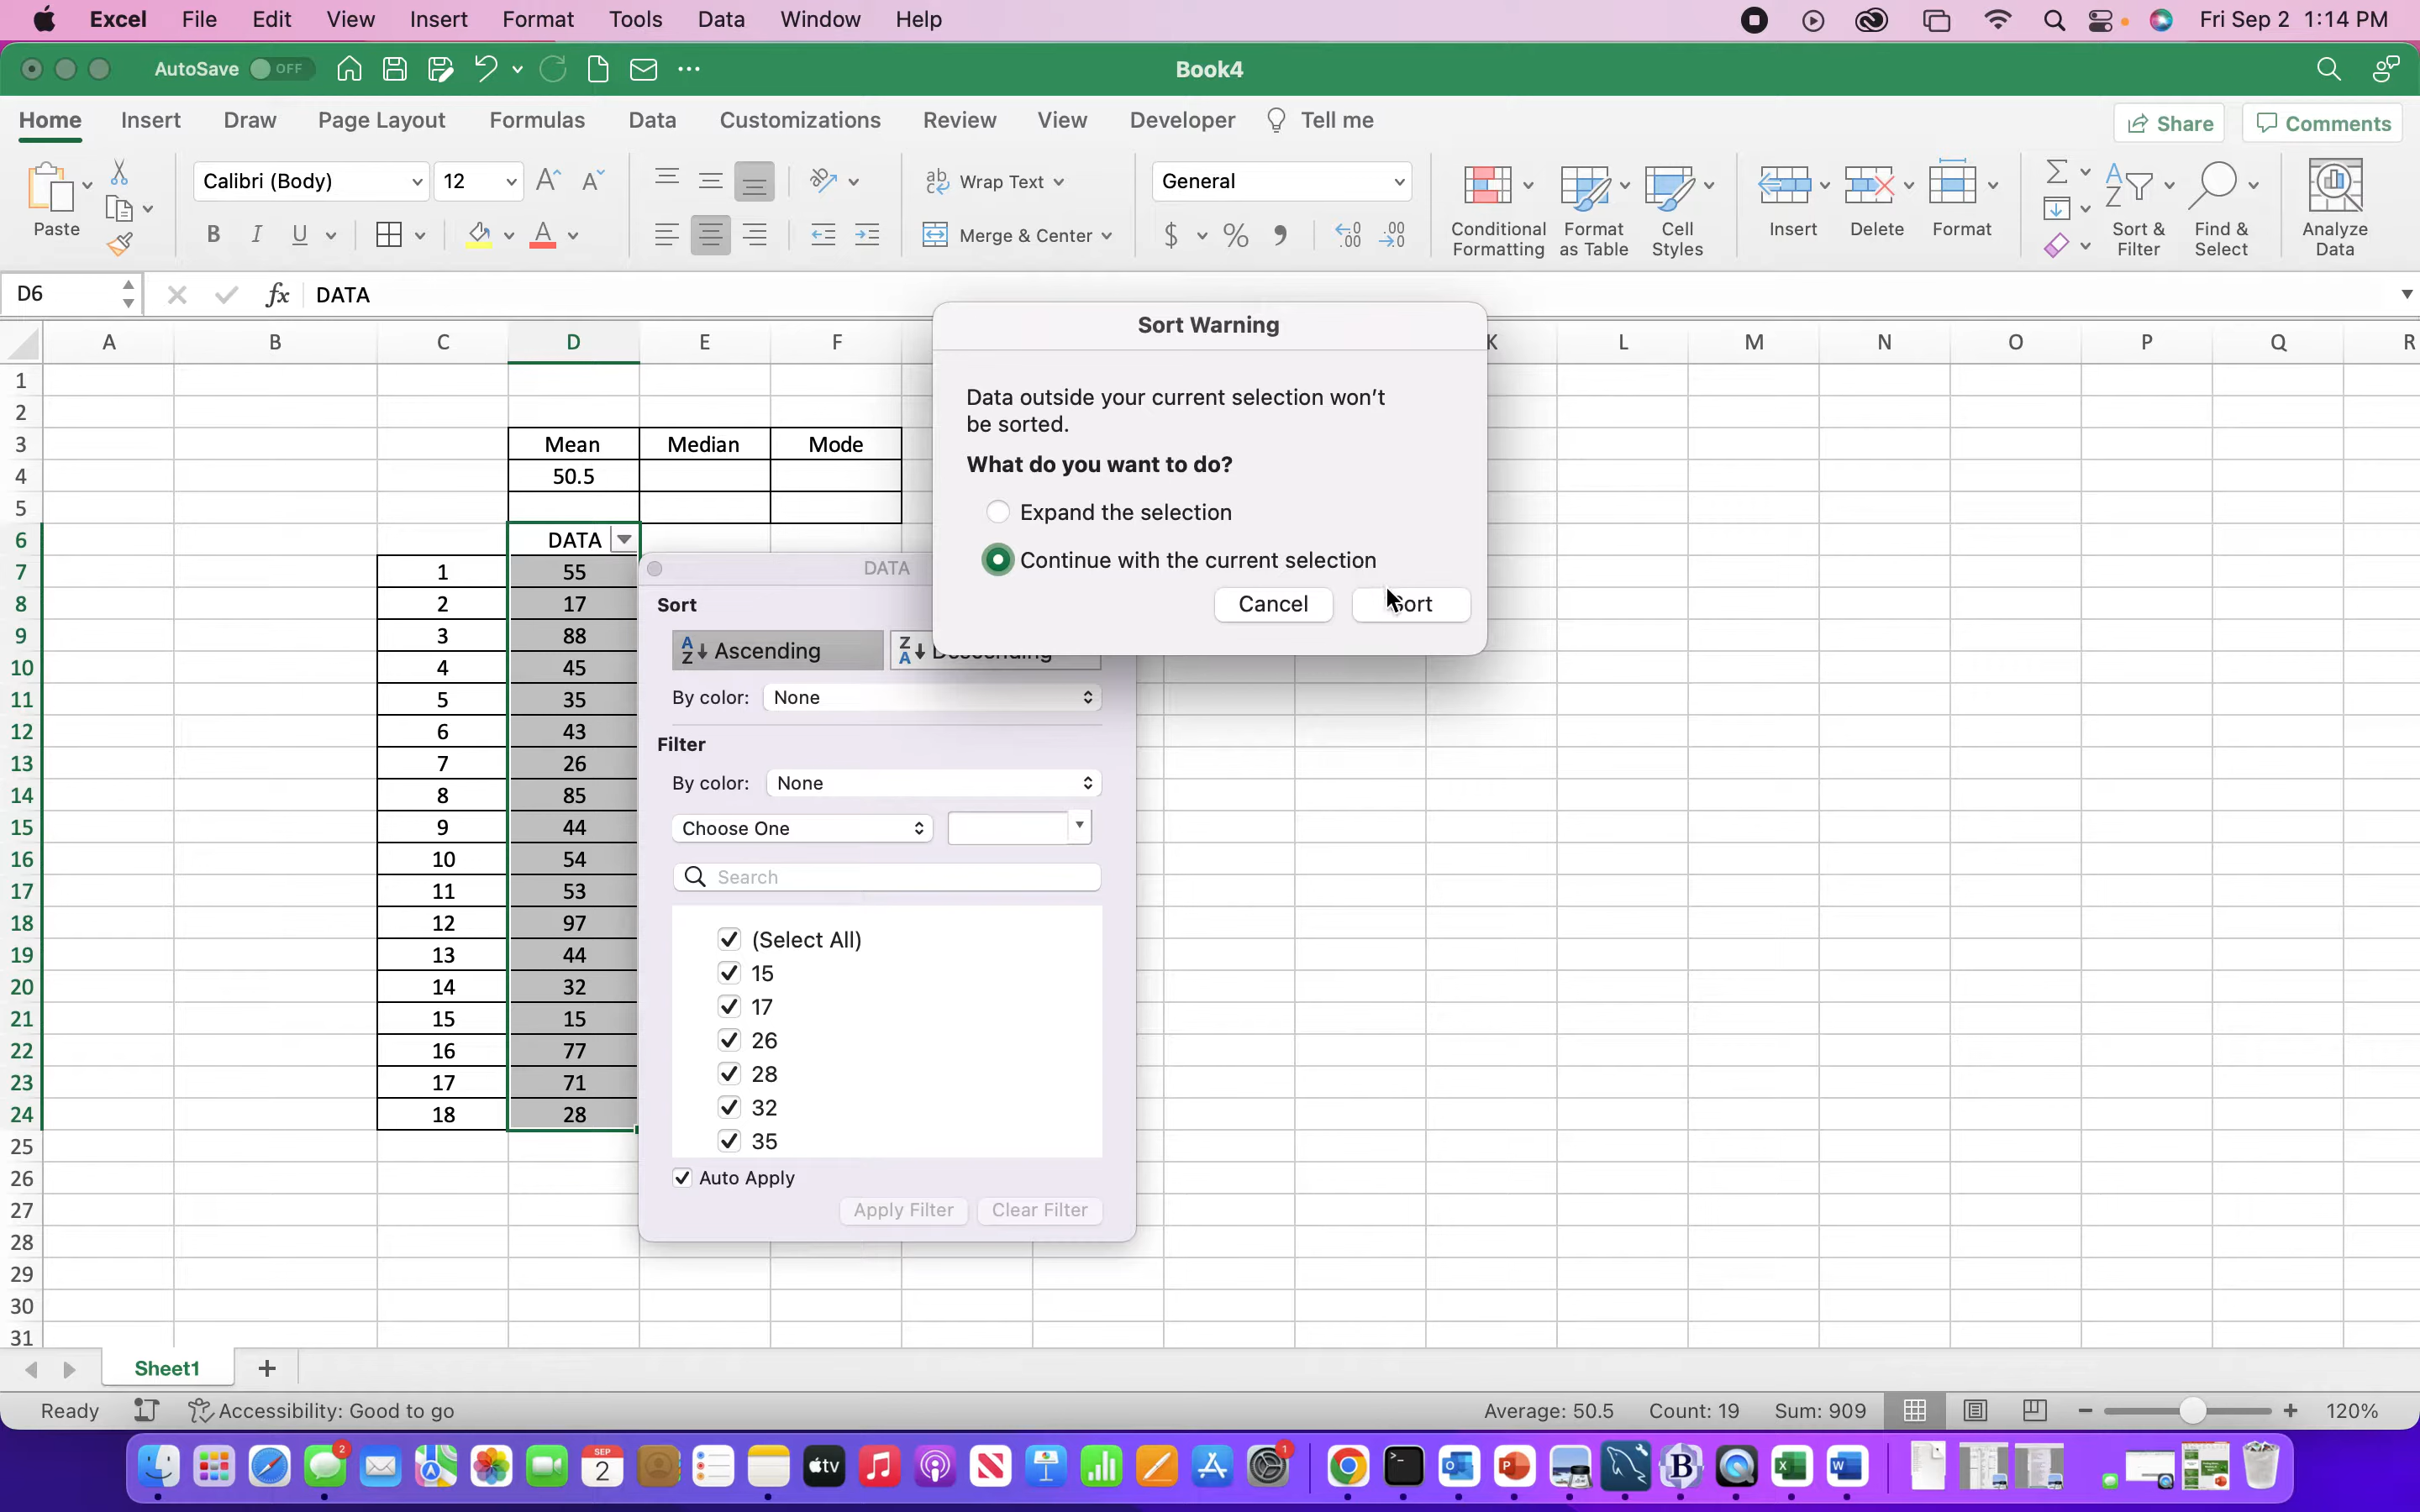 Excel File Edit View Insert Format Tools Data Window Help Fri Sep 2 1:14 PM
AutoSave OFF Book4
Home Insert Draw Page Layout Formulas Data Customizations Review View Developer Tell me Share Comments
Paste Calibri (Body) 12 Wrap Text General
B I U Merge & Center $ % Conditional Formatting Format as Table Cell Styles Insert Delete Format Sort & Filter Find & Select Analyze Data
D6 fx DATA
A B C D E F K L M N O P Q R
1
2
3 Mean Median Mode
4 50.5
5
6 DATA
7 1 55
8 2 17
9 3 88
10 4 45
11 5 35
12 6 43
13 7 26
14 8 85
15 9 44
16 10 54
17 11 53
18 12 97
19 13 44
20 14 32
21 15 15
22 16 77
23 17 71
24 18 28
25
26
27
28
29
30
31
Sort Warning
Data outside your current selection won't
be sorted.
What do you want to do?
Expand the selection
Continue with the current selection
Cancel Sort
DATA
Sort
Ascending
By color: None
Filter
By color: None
Choose One
Search
(Select All)
15
17
26
28
32
35
Auto Apply
Apply Filter Clear Filter
Sheet1
Ready Accessibility: Good to go Average: 50.5 Count: 19 Sum: 909 120%